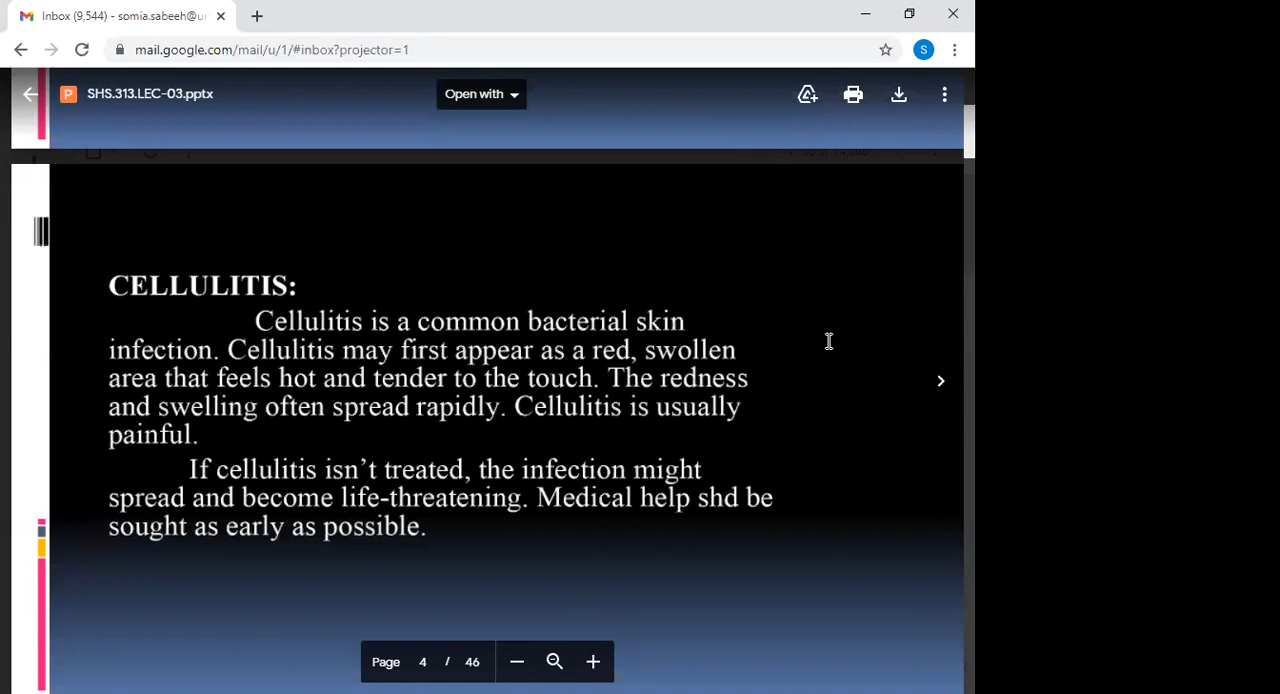 Inbox (9,544) - somia.sabeeh@u
mail.google.com/mail/u/1/#inbox?projector=1
S
P
SHS.313.LEC-03.pptx
Open with
CELLULITIS:
Cellulitis is a common bacterial skin
infection. Cellulitis may first appear as a red, swollen
area that feels hot and tender to the touch. The redness
and swelling often spread rapidly. Cellulitis is usually
painful.
If cellulitis isn't treated, the infection might
spread and become life-threatening. Medical help shd be
sought as early as possible.
Page 4 / 46